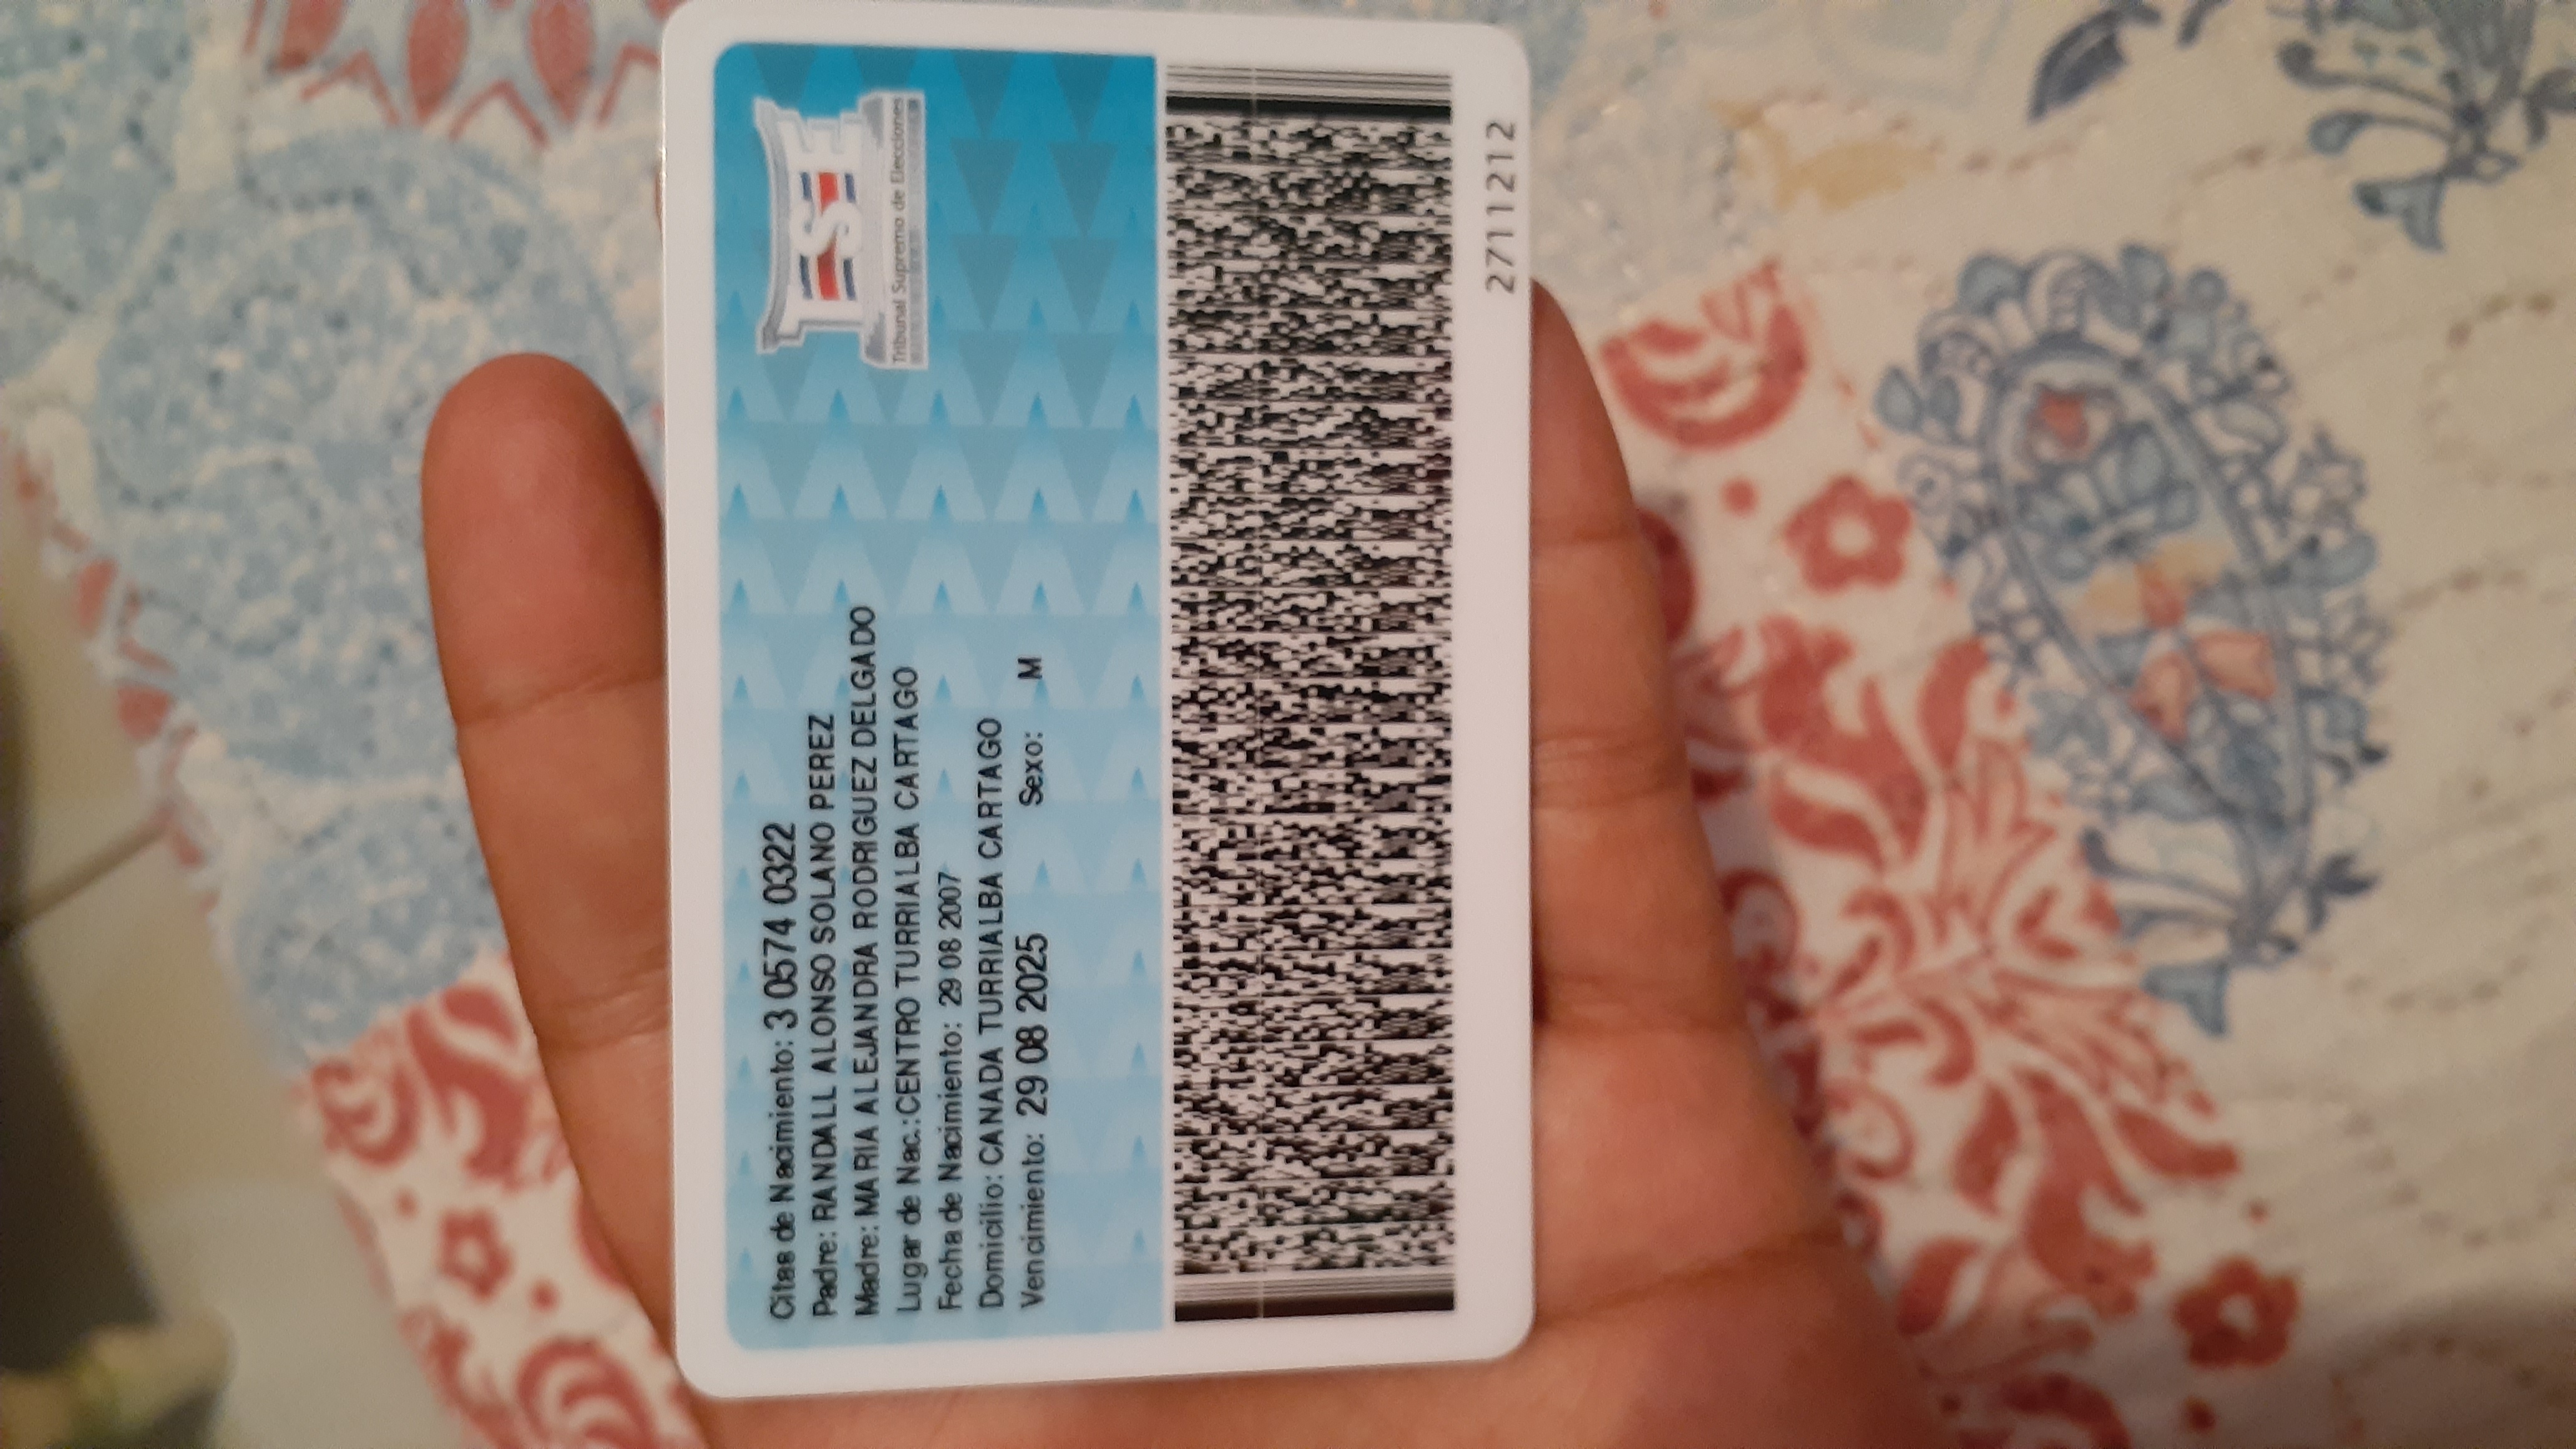 Citas de Nacimiento: 3 0574 0322
Padre: RANDALL ALONSO SOLANO PEREZ
Madre: MARIA ALEJANDRA RODRIGUEZ DELGADO
Lugar de Nac.:CENTRO TURRIALBA CARTAGO
Fecha de Nacimiento: 29 08 2007
Domicilio: CANADA TURRIALBA CARTAGO
Vencimiento: 29 08 2025 Sexo: M
TSE
Tribunal Supremo de Elecciones
2711212